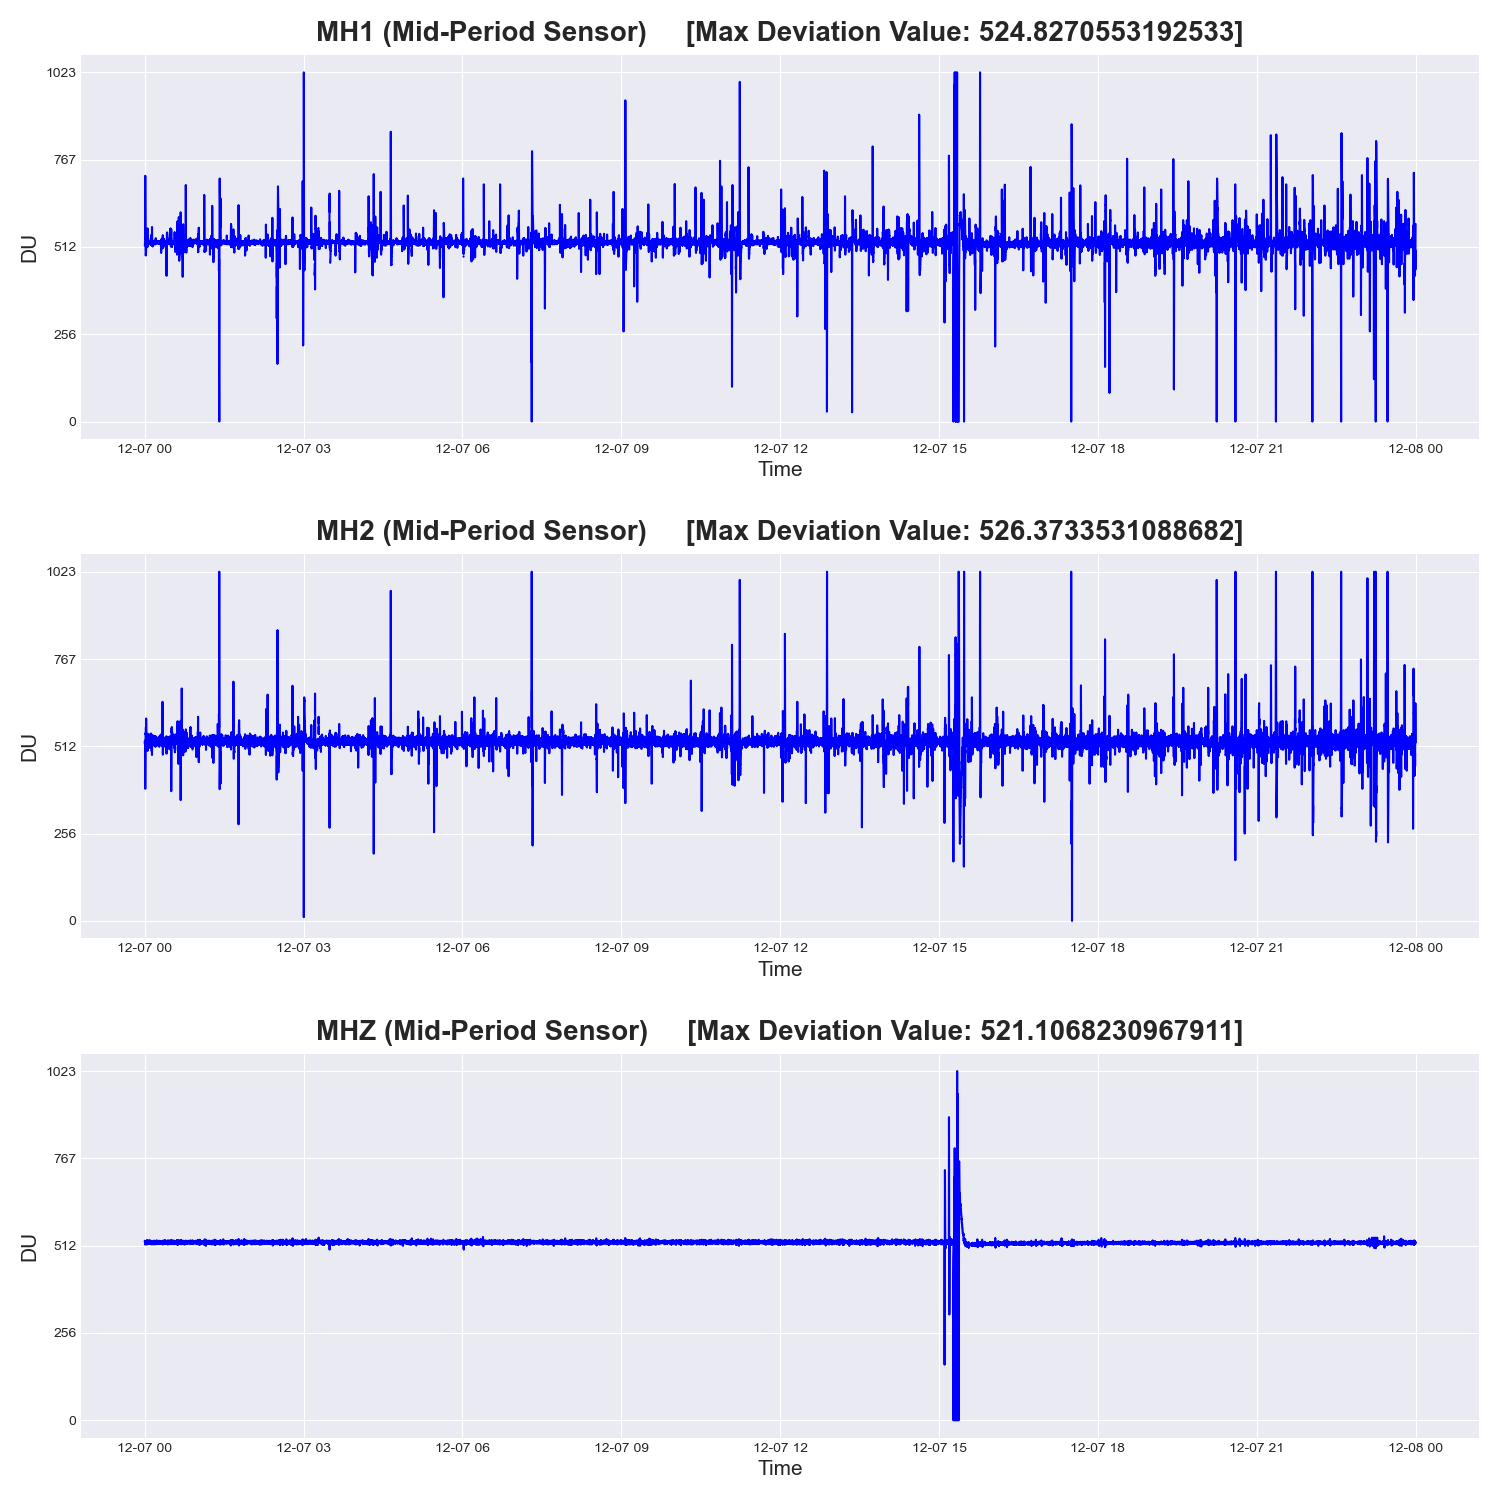 MH1 (Mid-Period Sensor) [Max Deviation Value: 524.8270553192533]
1023
767
512
256
0
DU
12-07 00 12-07 03 12-07 06 12-07 09 12-07 12 12-07 15 12-07 18 12-07 21 12-08 00
Time
MH2 (Mid-Period Sensor) [Max Deviation Value: 526.3733531088682]
1023
767
512
256
0
DU
12-07 00 12-07 03 12-07 06 12-07 09 12-07 12 12-07 15 12-07 18 12-07 21 12-08 00
Time
MHZ (Mid-Period Sensor) [Max Deviation Value: 521.1068230967911]
1023
767
512
256
0
DU
12-07 00 12-07 03 12-07 06 12-07 09 12-07 12 12-07 15 12-07 18 12-07 21 12-08 00
Time